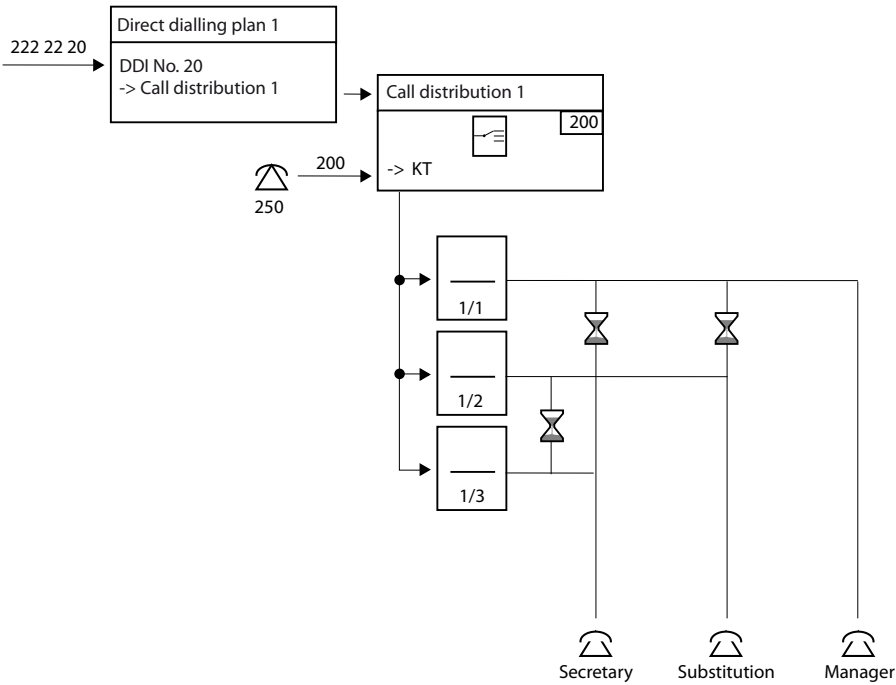 Direct dialling plan 1
222 22 20
DDI No. 20
-> Call distribution 1
Call distribution 1
200
200
-> KT
250
1/1
1/2
1/3
Secretary
Substitution
Manager